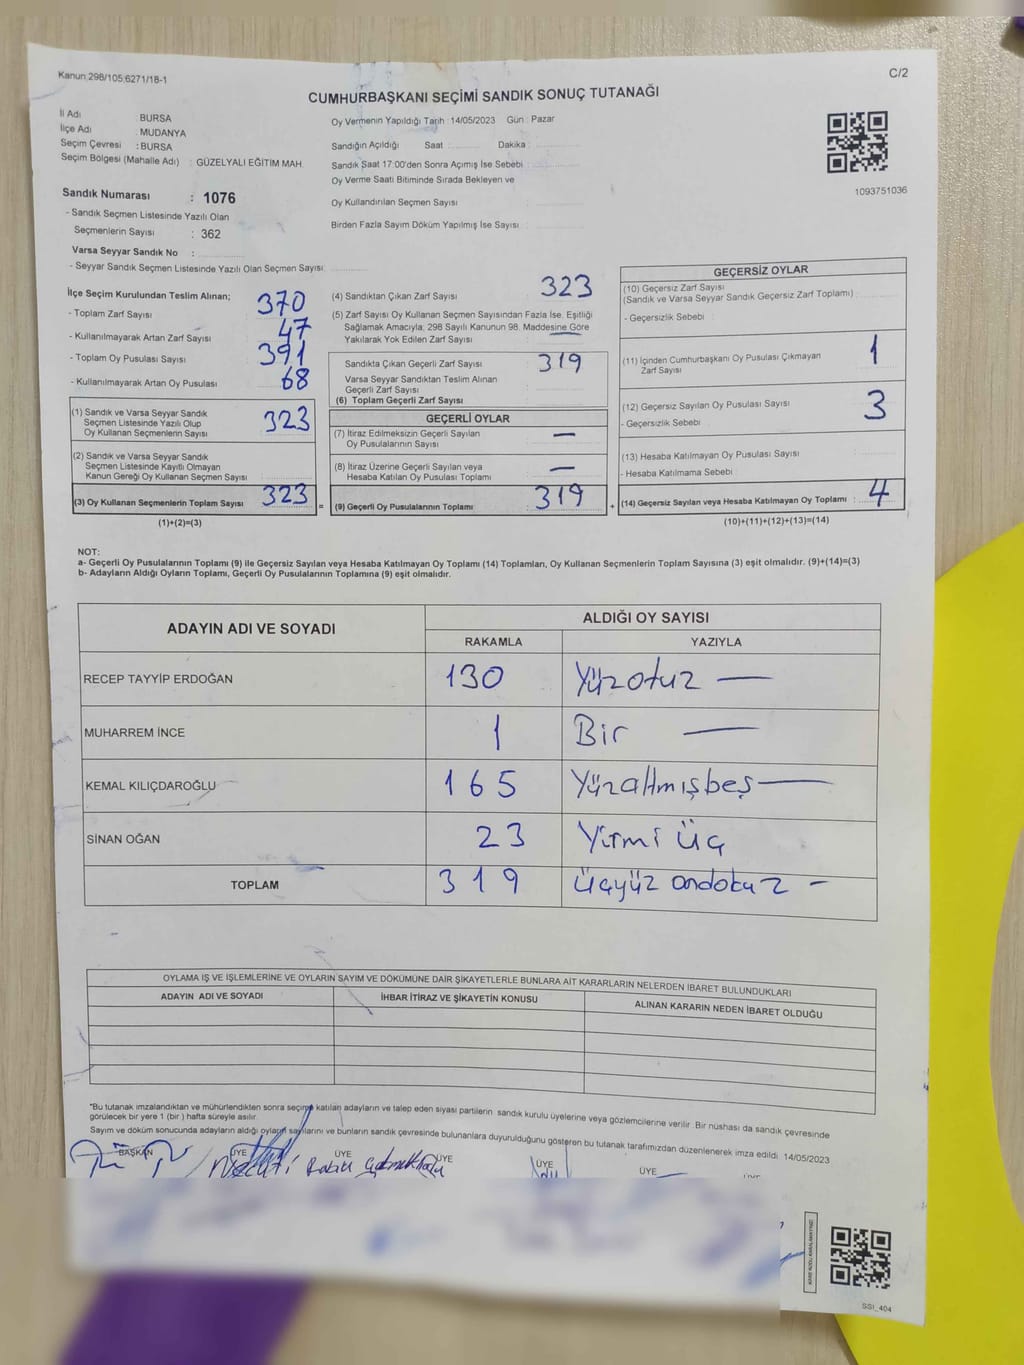 Kanun:298/105;6271/18-1
C/2
CUMHURBAŞKANI SEÇİMİ SANDIK SONUÇ TUTANAĞI
İl Adı : BURSA
İlçe Adı : MUDANYA
Seçim Çevresi : BURSA
Seçim Bölgesi (Mahalle Adı) : GÜZELYALI EĞİTİM MAH.
Sandık Numarası : 1076
- Sandık Seçmen Listesinde Yazılı Olan
Seçmenlerin Sayısı : 362
Varsa Seyyar Sandık No :
- Seyyar Sandık Seçmen Listesinde Yazılı Olan Seçmen Sayısı:
Oy Vermenin Yapıldığı Tarih : 14/05/2023 Gün : Pazar
Sandığın Açıldığı Saat : Dakika :
Sandık Saat 17:00'den Sonra Açımış İse Sebebi :
Oy Verme Saati Bitiminde Sırada Bekleyen ve
Oy Kullandırılan Seçmen Sayısı :
Birden Fazla Sayım Döküm Yapılmış İse Sayısı :
1093751036
İlçe Seçim Kurulundan Teslim Alınan;
- Toplam Zarf Sayısı : 370
- Kullanılmayarak Artan Zarf Sayısı : 47
- Toplam Oy Pusulası Sayısı : 391
- Kullanılmayarak Artan Oy Pusulası : 68
(1) Sandık ve Varsa Seyyar Sandık
Seçmen Listesinde Yazılı Olup
Oy Kullanan Seçmenlerin Sayısı : 323
(2) Sandık ve Varsa Seyyar Sandık
Seçmen Listesinde Kayıtlı Olmayan
Kanun Gereği Oy Kullanan Seçmen Sayısı :
(3) Oy Kullanan Seçmenlerin Toplam Sayısı : 323
(1)+(2)=(3)
(4) Sandıktan Çıkan Zarf Sayısı : 323
(5) Zarf Sayısı Oy Kullanan Seçmen Sayısından Fazla İse, Eşitliği
Sağlamak Amacıyla, 298 Sayılı Kanunun 98. Maddesine Göre
Yakılarak Yok Edilen Zarf Sayısı : —
Sandıkta Çıkan Geçerli Zarf Sayısı : 319
Varsa Seyyar Sandıktan Teslim Alınan
Geçerli Zarf Sayısı :
(6) Toplam Geçerli Zarf Sayısı :
GEÇERLİ OYLAR
(7) İtiraz Edilmeksizin Geçerli Sayılan
Oy Pusulalarının Sayısı : —
(8) İtiraz Üzerine Geçerli Sayılan veya
Hesaba Katılan Oy Pusulası Toplamı : —
(9) Geçerli Oy Pusulalarının Toplamı : 319
GEÇERSİZ OYLAR
(10) Geçersiz Zarf Sayısı
(Sandık ve Varsa Seyyar Sandık Geçersiz Zarf Toplamı) :
- Geçersizlik Sebebi :
(11) İçinden Cumhurbaşkanı Oy Pusulası Çıkmayan
Zarf Sayısı : 1
(12) Geçersiz Sayılan Oy Pusulası Sayısı : 3
- Geçersizlik Sebebi :
(13) Hesaba Katılmayan Oy Pusulası Sayısı :
- Hesaba Katılmama Sebebi :
(14) Geçersiz Sayılan veya Hesaba Katılmayan Oy Toplamı : 4
(10)+(11)+(12)+(13)=(14)
NOT:
a- Geçerli Oy Pusulalarının Toplamı (9) ile Geçersiz Sayılan veya Hesaba Katılmayan Oy Toplamı (14) Toplamları, Oy Kullanan Seçmenlerin Toplam Sayısına (3) eşit olmalıdır. (9)+(14)=(3)
b- Adayların Aldığı Oyların Toplamı, Geçerli Oy Pusulalarının Toplamına (9) eşit olmalıdır.
ADAYIN ADI VE SOYADI
ALDIĞI OY SAYISI
RAKAMLA YAZIYLA
RECEP TAYYİP ERDOĞAN 130 Yüzotuz —
MUHARREM İNCE 1 Bir —
KEMAL KILIÇDAROĞLU 165 Yüzaltmışbeş —
SİNAN OĞAN 23 Yirmi üç
TOPLAM 319 üçyüz ondokuz -
OYLAMA İŞ VE İŞLEMLERİNE VE OYLARIN SAYIM VE DÖKÜMÜNE DAİR ŞİKAYETLERLE BUNLARA AİT KARARLARIN NELERDEN İBARET BULUNDUKLARI
ADAYIN ADI VE SOYADI İHBAR İTİRAZ VE ŞİKAYETİN KONUSU ALINAN KARARIN NEDEN İBARET OLDUĞU
*Bu tutanak imzalandıktan ve mühürlendikten sonra seçime katılan adayların ve talep eden siyasi partilerin sandık kurulu üyelerine veya gözlemcilerine verilir. Bir nüshası da sandık çevresinde
görülecek bir yere 1 (bir) hafta süreyle asılır.
Sayım ve döküm sonucunda adayların aldığı oyların sayılarını ve bunların sandık çevresinde bulunanlara duyurulduğunu gösteren bu tutanak tarafımızdan düzenlenerek imza edildi. 14/05/2023
BAŞKAN ÜYE ÜYE ÜYE ÜYE ÜYE
SSI_404